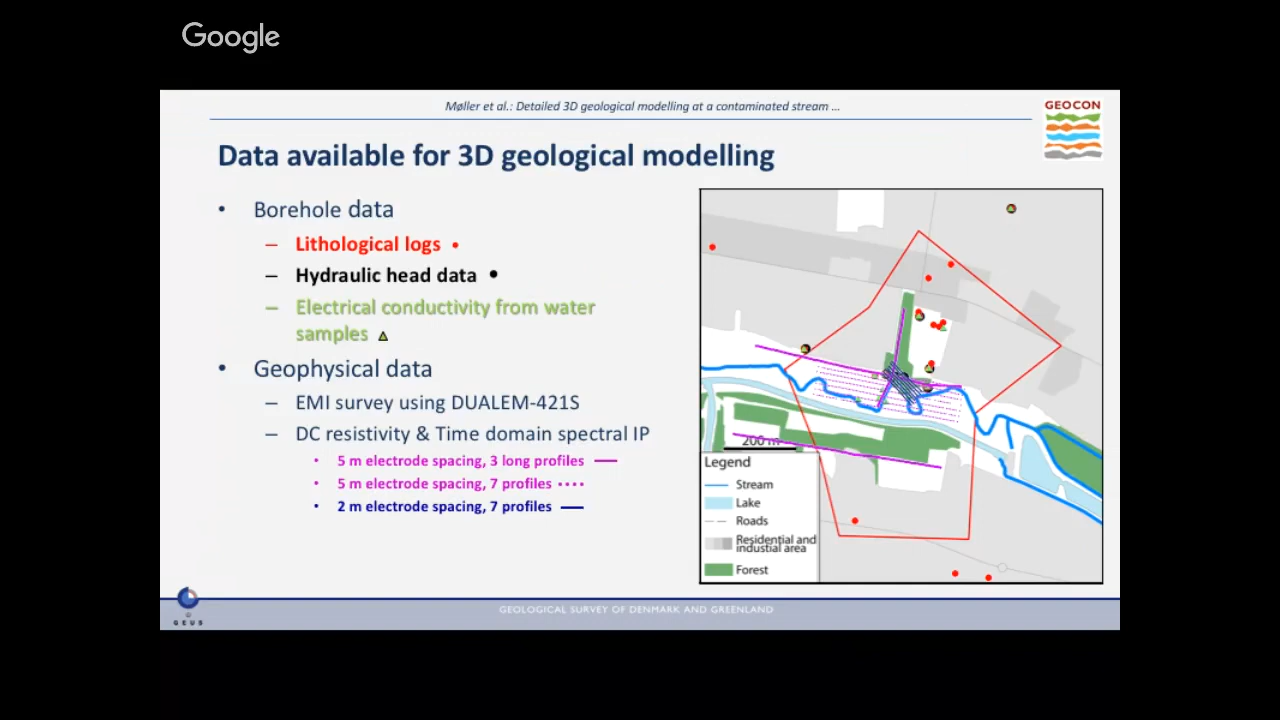 Google
Møller et al.: Detailed 3D geological modelling at a contaminated stream ...
GEOCON
Data available for 3D geological modelling
• Borehole data
– Lithological logs
– Hydraulic head data
– Electrical conductivity from water
samples
• Geophysical data
– EMI survey using DUALEM-421S
– DC resistivity & Time domain spectral IP
• 5 m electrode spacing, 3 long profiles
• 5 m electrode spacing, 7 profiles
• 2 m electrode spacing, 7 profiles
200 m
Legend
Stream
Lake
Roads
Residential and
industial area
Forest
GEOLOGICAL SURVEY OF DENMARK AND GREENLAND
GEUS